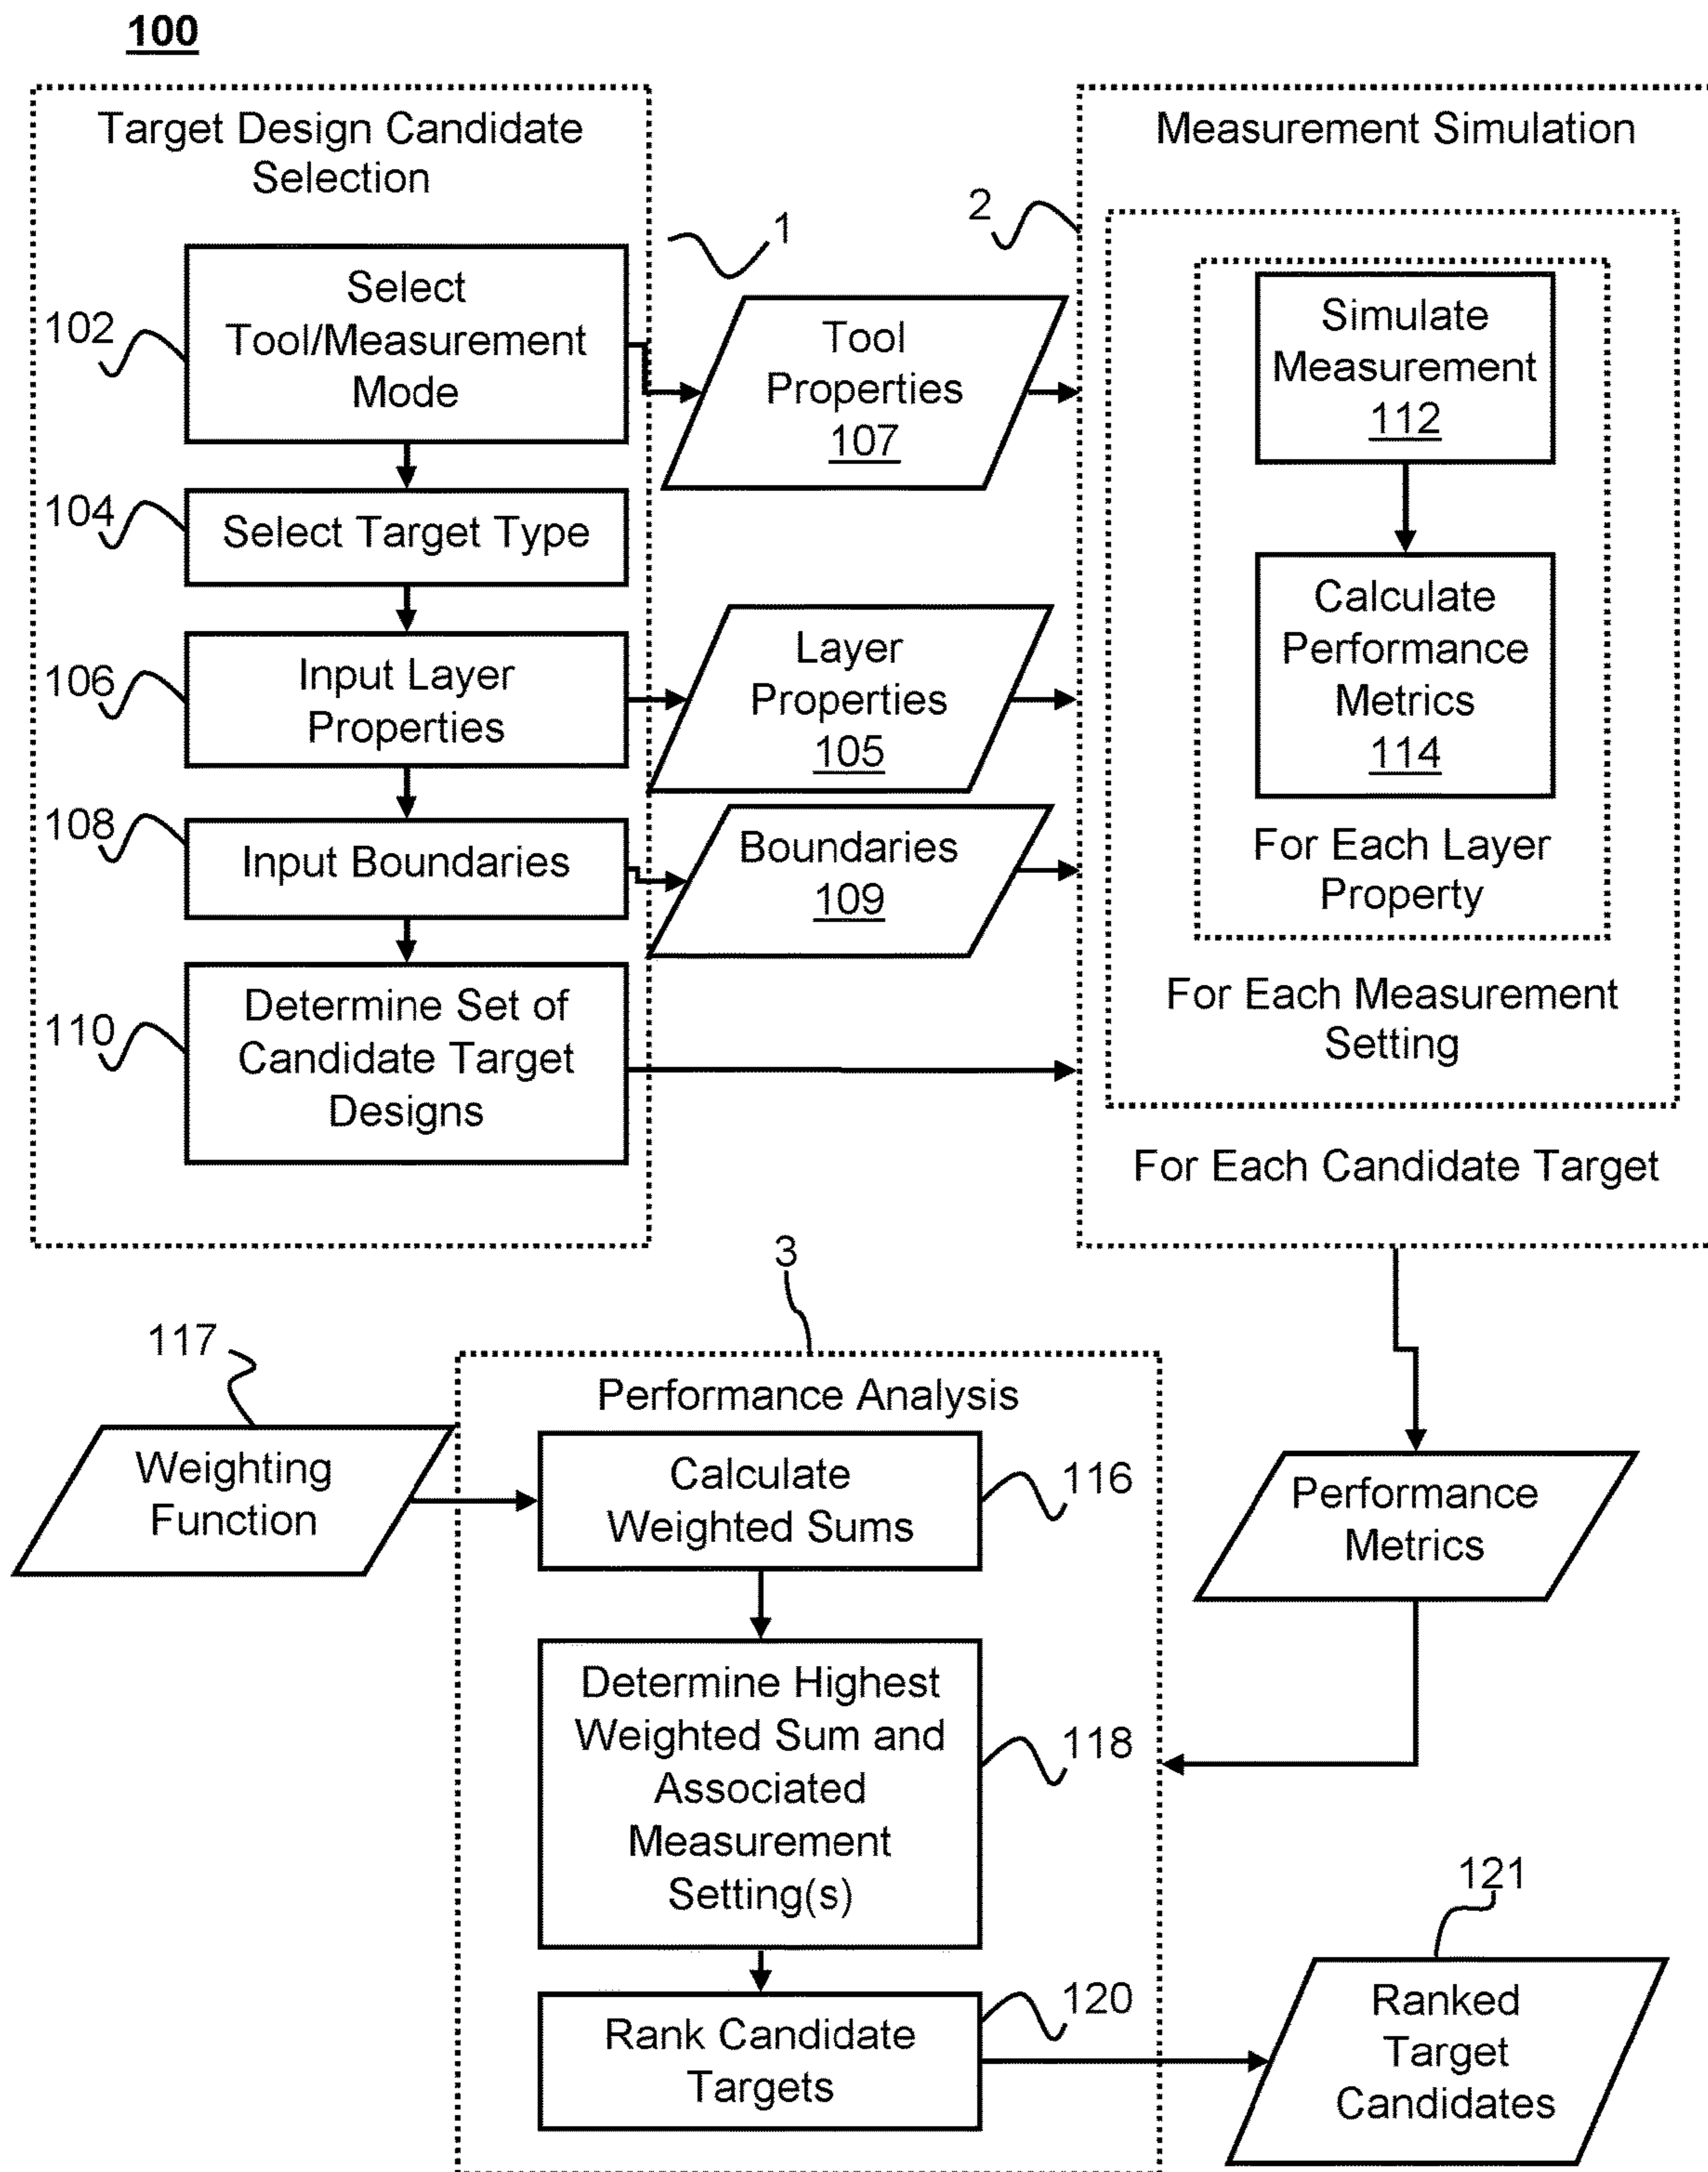 100
Target Design Candidate
Selection
1
102
Select
Tool/Measurement
Mode
104
Select Target Type
106
Input Layer
Properties
108
Input Boundaries
110
Determine Set of
Candidate Target
Designs
Tool
Properties
107
Layer
Properties
105
Boundaries
109
2
Measurement Simulation
Simulate
Measurement
112
Calculate
Performance
Metrics
114
For Each Layer
Property
For Each Measurement
Setting
For Each Candidate Target
3
117
Weighting
Function
Performance Analysis
Calculate
Weighted Sums
116
Determine Highest
Weighted Sum and
Associated
Measurement
Setting(s)
118
Rank Candidate
Targets
120
Performance
Metrics
121
Ranked
Target
Candidates